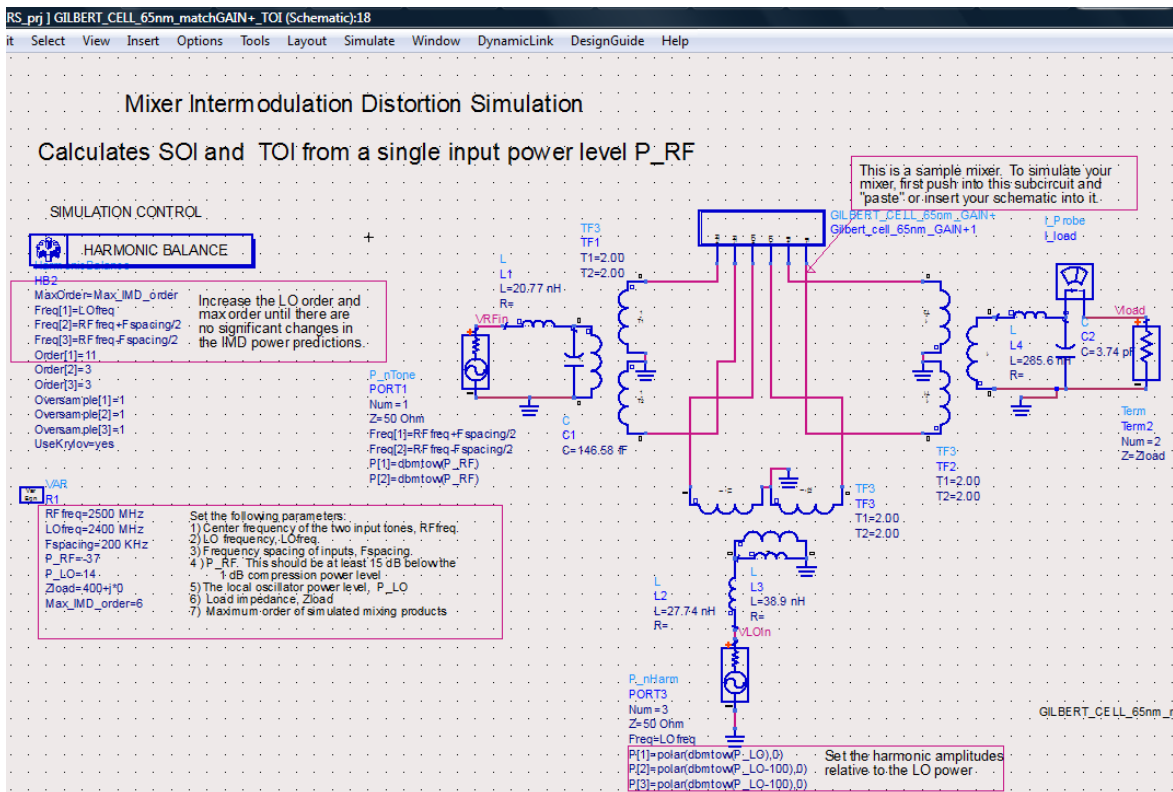 RS_prj ] GILBERT_CELL_65nm_matchGAIN+_TOI (Schematic):18
it Select View Insert Options Tools Layout Simulate Window DynamicLink DesignGuide Help
Mixer Intermodulation Distortion Simulation
Calculates SOI and TOI from a single input power level P_RF
This is a sample mixer. To simulate your
mixer, first push into this subcircuit and
"paste" or insert your schematic into it.
SIMULATION CONTROL
HARMONIC BALANCE
HarmonicBalance
HB2
MaxOrder=Max_IMD_order
Freq[1]=LOfreq
Freq[2]=RFfreq+Fspacing/2
Freq[3]=RFfreq-Fspacing/2
Order[1]=11
Order[2]=3
Order[3]=3
Oversample[1]=1
Oversample[2]=1
Oversample[3]=1
UseKrylov=yes
Increase the LO order and
max order until there are
no significant changes in
the IMD power predictions.
L
L1
L=20.77 nH
R=
TF3
TF1
T1=2.00
T2=2.00
GILBERT_CELL_65nm_GAIN+
Gilbert_cell_65nm_GAIN+1
I_Probe
I_load
VRFin
Vload
P_nTone
PORT1
Num=1
Z=50 Ohm
Freq[1]=RFfreq+Fspacing/2
Freq[2]=RFfreq-Fspacing/2
P[1]=dbmtow(P_RF)
P[2]=dbmtow(P_RF)
C
C1
C=146.58 fF
L
L4
L=285.6 nH
R=
C
C2
C=3.74 pF
Term
Term2
Num=2
Z=Zload
TF3
TF2
T1=2.00
T2=2.00
TF3
TF3
T1=2.00
T2=2.00
Var
Eqn
VAR
R1
RFfreq=2500 MHz
LOfreq=2400 MHz
Fspacing=200 KHz
P_RF=-37
P_LO=-14
Zload=400+j*0
Max_IMD_order=6
Set the following parameters:
1) Center frequency of the two input tones, RFfreq.
2) LO frequency, LOfreq.
3) Frequency spacing of inputs, Fspacing.
4) P_RF. This should be at least 15 dB below the
1 dB compression power level
5) The local oscillator power level, P_LO
6) Load impedance, Zload
7) Maximum order of simulated mixing products
L
L2
L=27.74 nH
R=
L
L3
L=38.9 nH
R=
VLOin
P_nHarm
PORT3
Num=3
Z=50 Ohm
Freq=LOfreq
P[1]=polar(dbmtow(P_LO),0)
P[2]=polar(dbmtow(P_LO-100),0)
P[3]=polar(dbmtow(P_LO-100),0)
Set the harmonic amplitudes
relative to the LO power
GILBERT_CELL_65nm_r